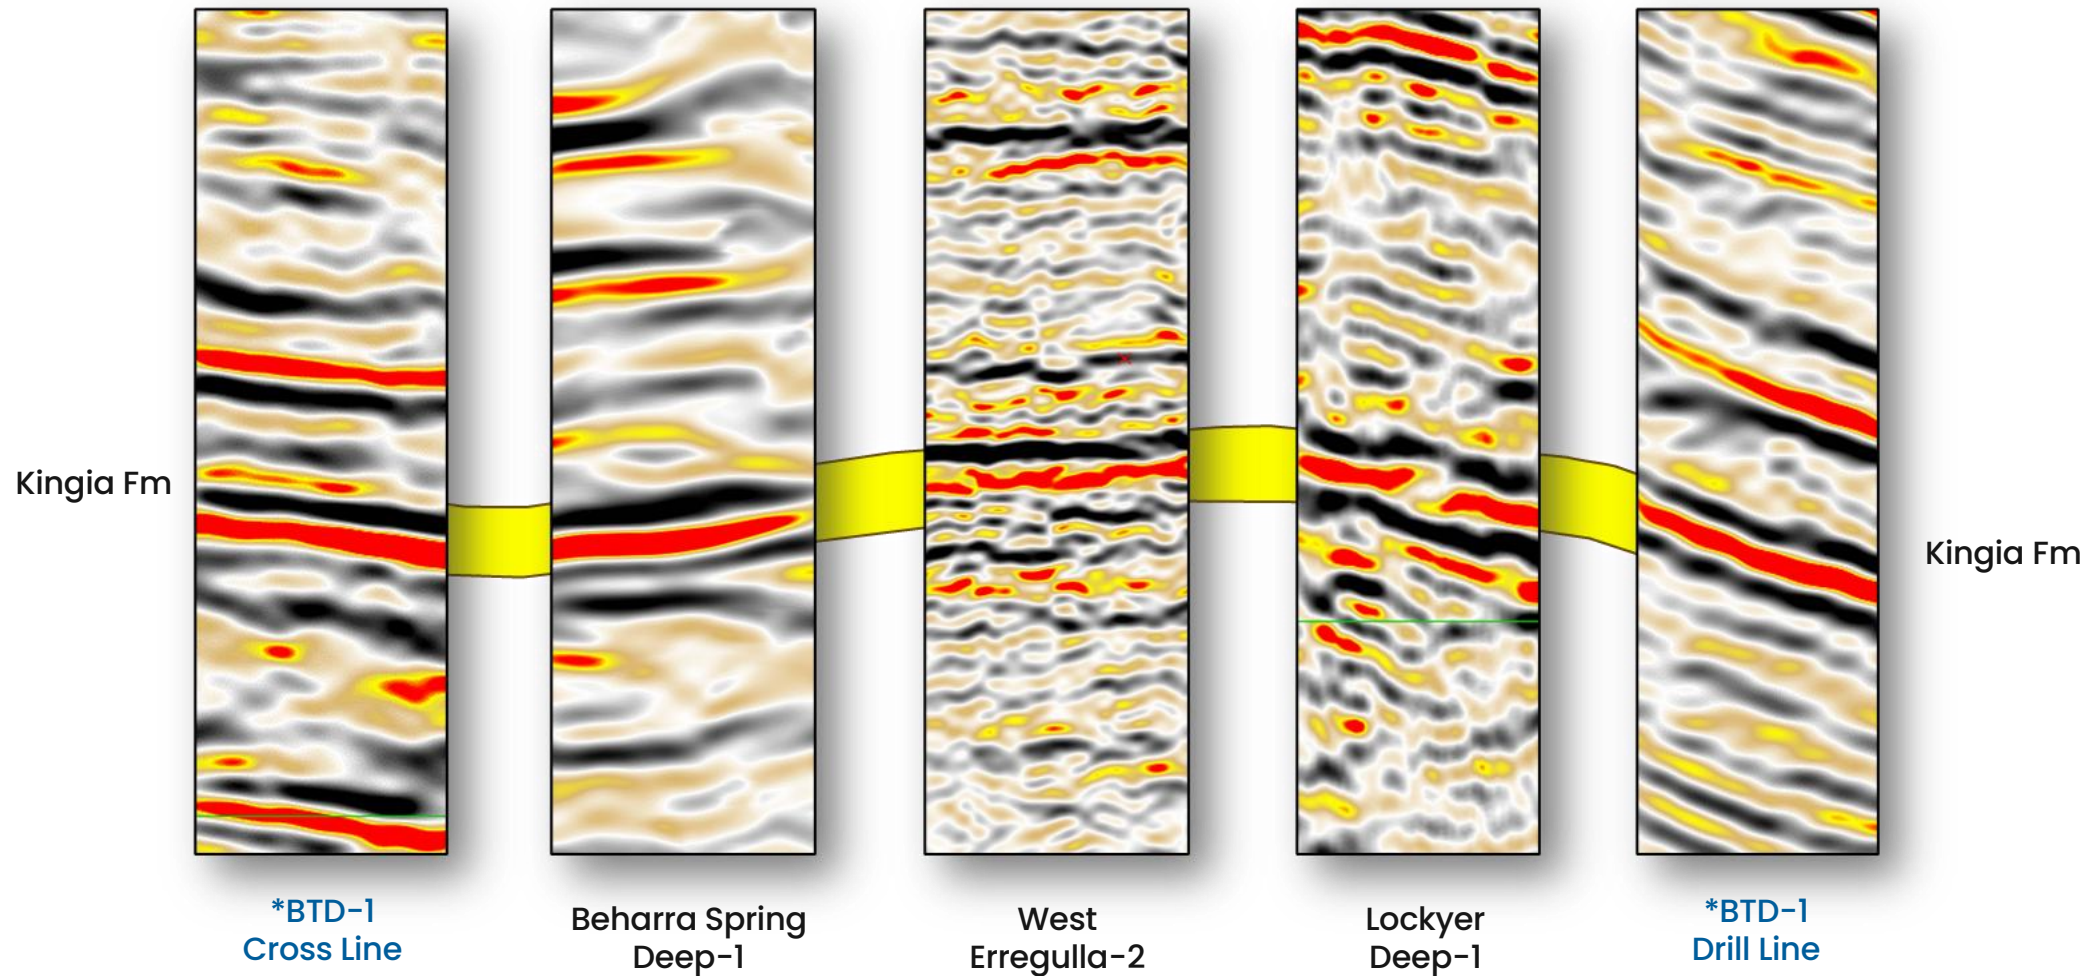 Kingia Fm
Kingia Fm
*BTD-1
Cross Line
Beharra Spring
Deep-1
West
Erregulla-2
Lockyer
Deep-1
*BTD-1
Drill Line